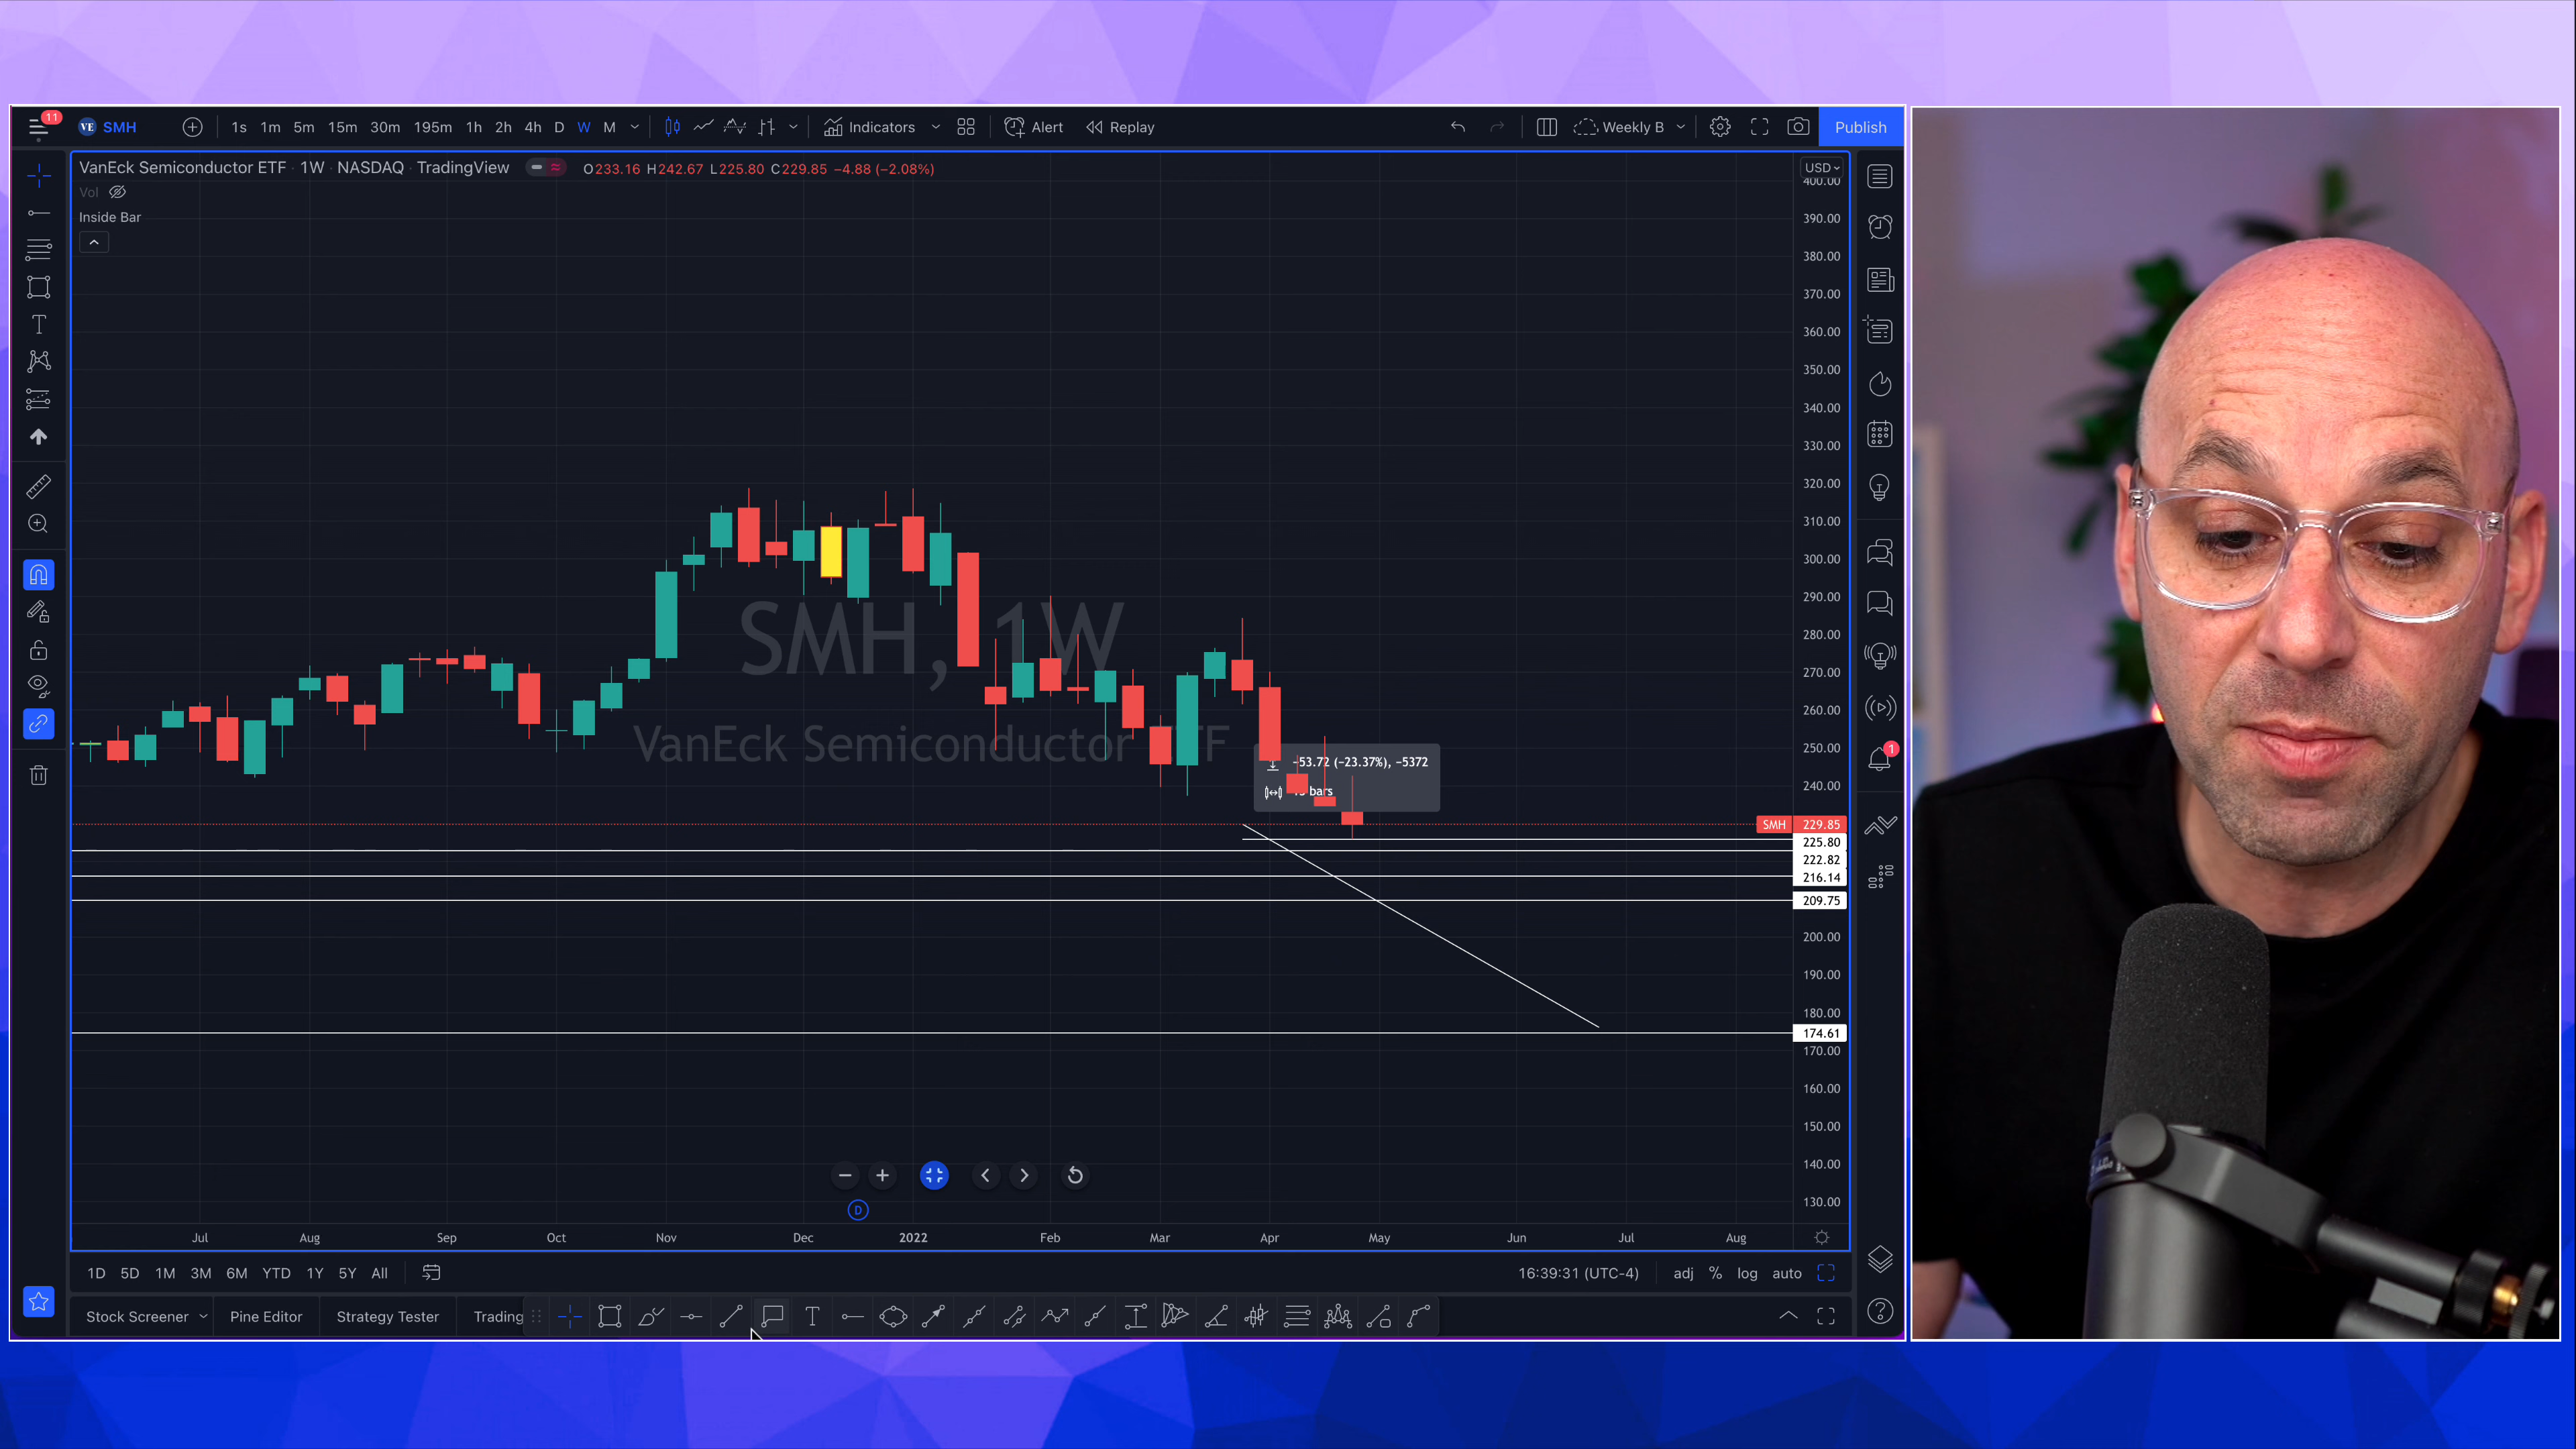 11
VE SMH 1s 1m 5m 15m 30m 195m 1h 2h 4h D W M Indicators Alert Replay Weekly B Publish
VanEck Semiconductor ETF · 1W · NASDAQ · TradingView O233.16 H242.67 L225.80 C229.85 −4.88 (−2.08%)
USD
Vol
400.00
Inside Bar
390.00
380.00
370.00
360.00
350.00
340.00
330.00
320.00
310.00
300.00
290.00
280.00
270.00
260.00
250.00
240.00
SMH, 1W
VanEck Semiconductor ETF
-53.72 (−23.37%), −5372
bars
1
SMH 229.85
225.80
222.82
216.14
209.75
200.00
190.00
180.00
174.61
170.00
160.00
150.00
140.00
130.00
D
Jul Aug Sep Oct Nov Dec 2022 Feb Mar Apr May Jun Jul Aug
1D 5D 1M 3M 6M YTD 1Y 5Y All 16:39:31 (UTC-4) adj % log auto
Stock Screener Pine Editor Strategy Tester Trading